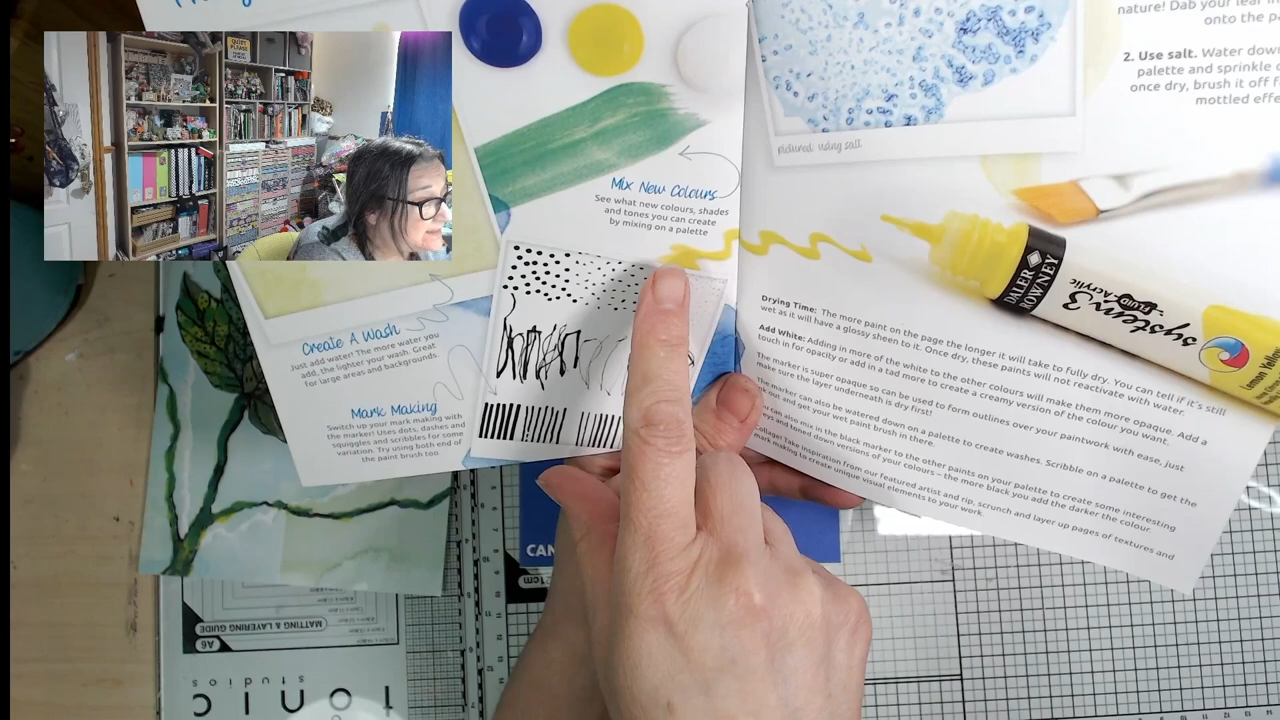 QUIET
PLEASE
Mix New Colours
See what new colours, shades
and tones you can create
by mixing on a palette
Create A Wash
Just add water! The more water you
add, the lighter your wash. Great
for large areas and backgrounds.
Mark Making
Switch up your mark making with
the marker! Uses dots, dashes and
squiggles and scribbles for some
variation. Try using both end of
the paint brush too.
pictured: using salt
nature! Dab your leaf in
onto the p
2. Use salt. Water down
palette and sprinkle
once dry, brush it off
mottled effe
DALER
ROWNEY
System3
FLUID Acrylic
Lemon Yellow
Drying Time: The more paint on the page the longer it will take to fully dry. You can tell if it's still
wet as it will have a glossy sheen to it. Once dry, these paints will not reactivate with water.
Add White: Adding in more of the white to the other colours will make them more opaque. Add a
touch in for opacity or add in a tad more to create a creamy version of the colour you want.
The marker is super opaque so can be used to form outlines over your paintwork with ease, just
make sure the layer underneath is dry first!
The marker can also be watered down on a palette to create washes. Scribble on a palette to get the
out and get your wet paint brush in there.
can also mix in the black marker to the other paints on your palette to create some interesting
and toned down versions of your colours – the more black you add the darker the colour.
Collage! Take inspiration from our featured artist and rip, scrunch and layer up pages of textures and
mark making to create unique visual elements to your work.
CAN
21cm
MATTING & LAYERING GUIDE
A6
tonic
studios